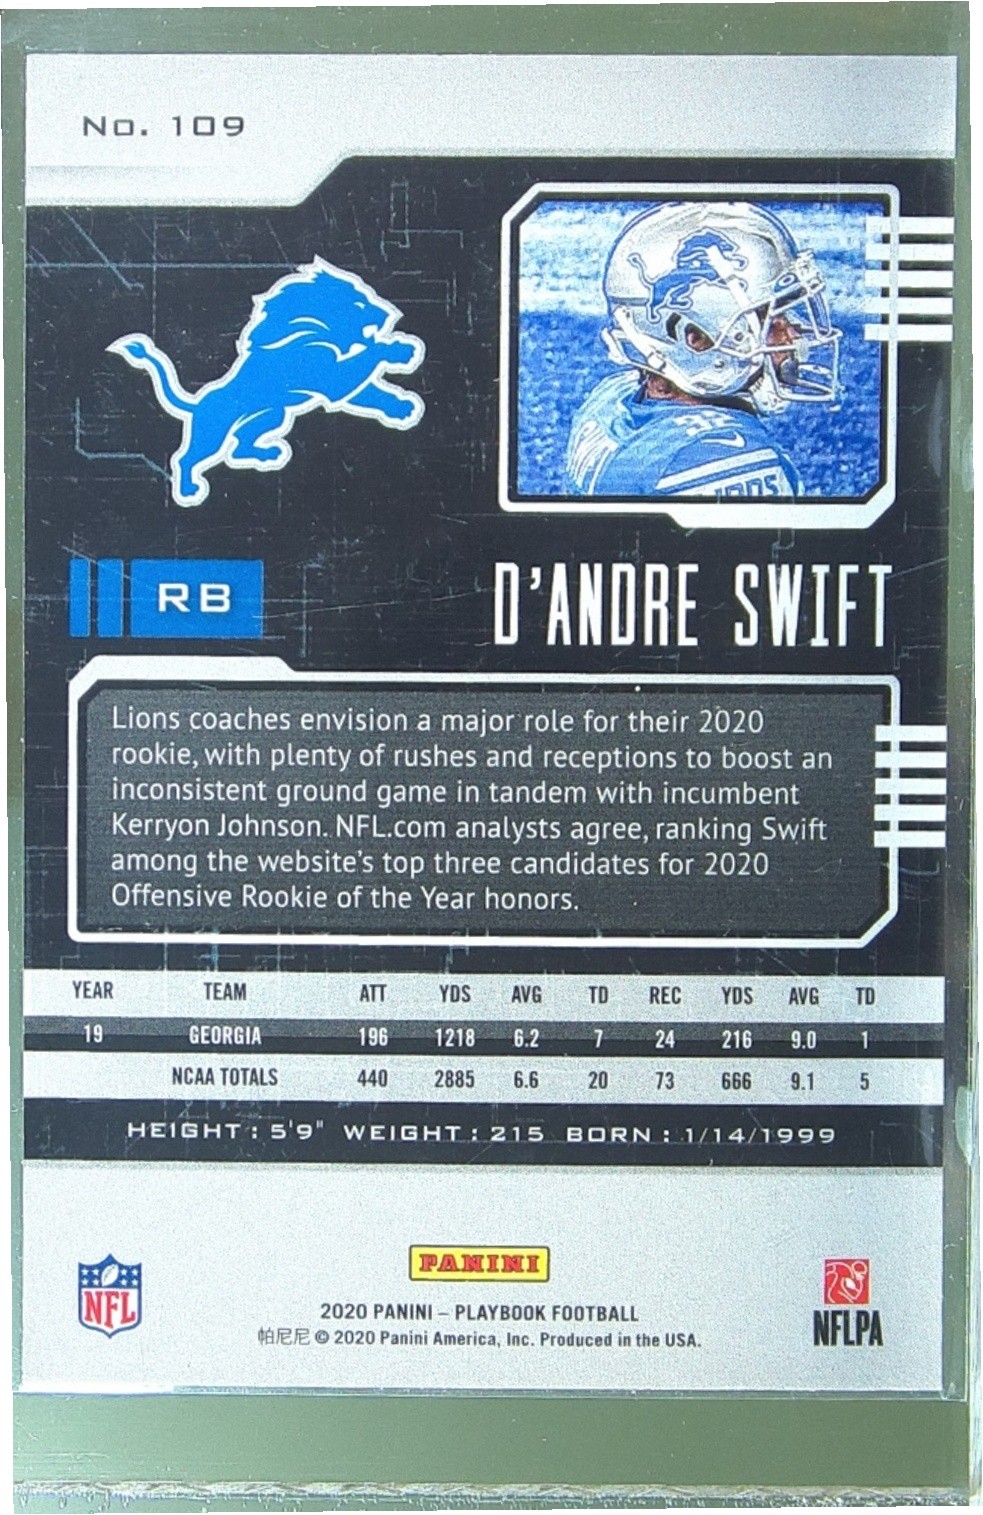 No. 109
RB
D'ANDRE SWIFT
Lions coaches envision a major role for their 2020
rookie, with plenty of rushes and receptions to boost an
inconsistent ground game in tandem with incumbent
Kerryon Johnson. NFL.com analysts agree, ranking Swift
among the website's top three candidates for 2020
Offensive Rookie of the Year honors.
YEAR TEAM ATT YDS AVG TD REC YDS AVG TD
19 GEORGIA 196 1218 6.2 7 24 216 9.0 1
NCAA TOTALS 440 2885 6.6 20 73 666 9.1 5
HEIGHT: 5'9" WEIGHT: 215 BORN: 1/14/1999
NFL
PANINI
2020 PANINI – PLAYBOOK FOOTBALL
帕尼尼 © 2020 Panini America, Inc. Produced in the USA.
NFLPA